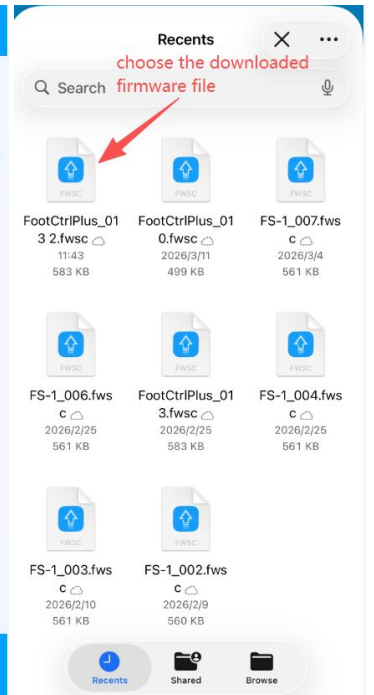 Recents
choose the downloaded
firmware file
Search
FWSC
FWSC
FWSC
FootCtrlPlus_01
3 2.fwsc
11:43
583 KB
FootCtrlPlus_01
0.fwsc
2026/3/11
499 KB
FS-1_007.fws
c
2026/3/4
561 KB
FWSC
FWSC
FWSC
FS-1_006.fws
c
2026/2/25
561 KB
FootCtrlPlus_01
3.fwsc
2026/2/25
583 KB
FS-1_004.fws
c
2026/2/25
561 KB
FWSC
FWSC
FS-1_003.fws
c
2026/2/10
561 KB
FS-1_002.fws
c
2026/2/9
560 KB
Recents
Shared
Browse